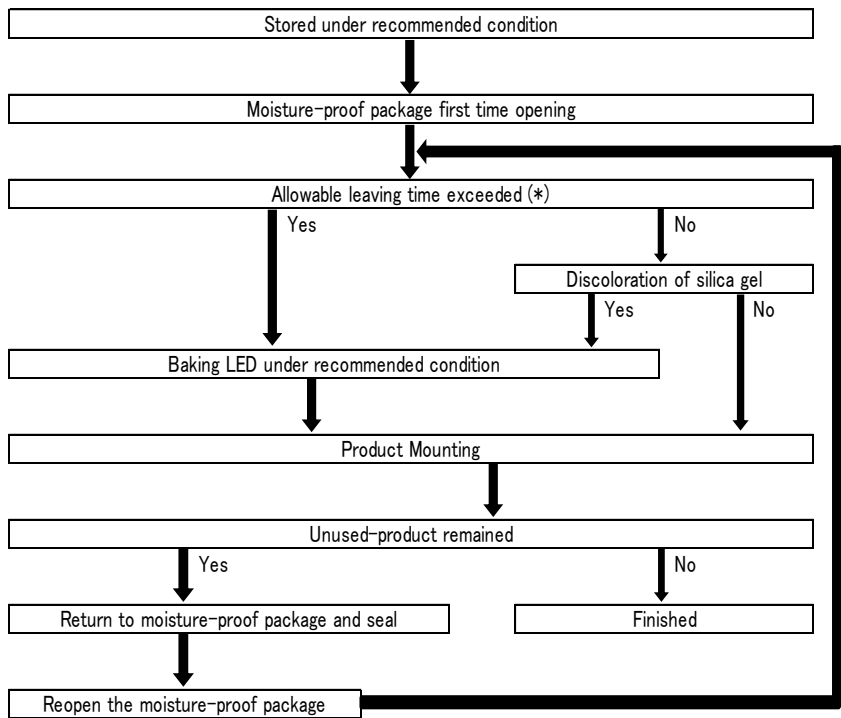 Stored under recommended condition
Moisture-proof package first time opening
Allowable leaving time exceeded (*)
Yes
No
Discoloration of silica gel
Yes
No
Baking LED under recommended condition
Product Mounting
Unused-product remained
Yes
No
Return to moisture-proof package and seal
Finished
Reopen the moisture-proof package